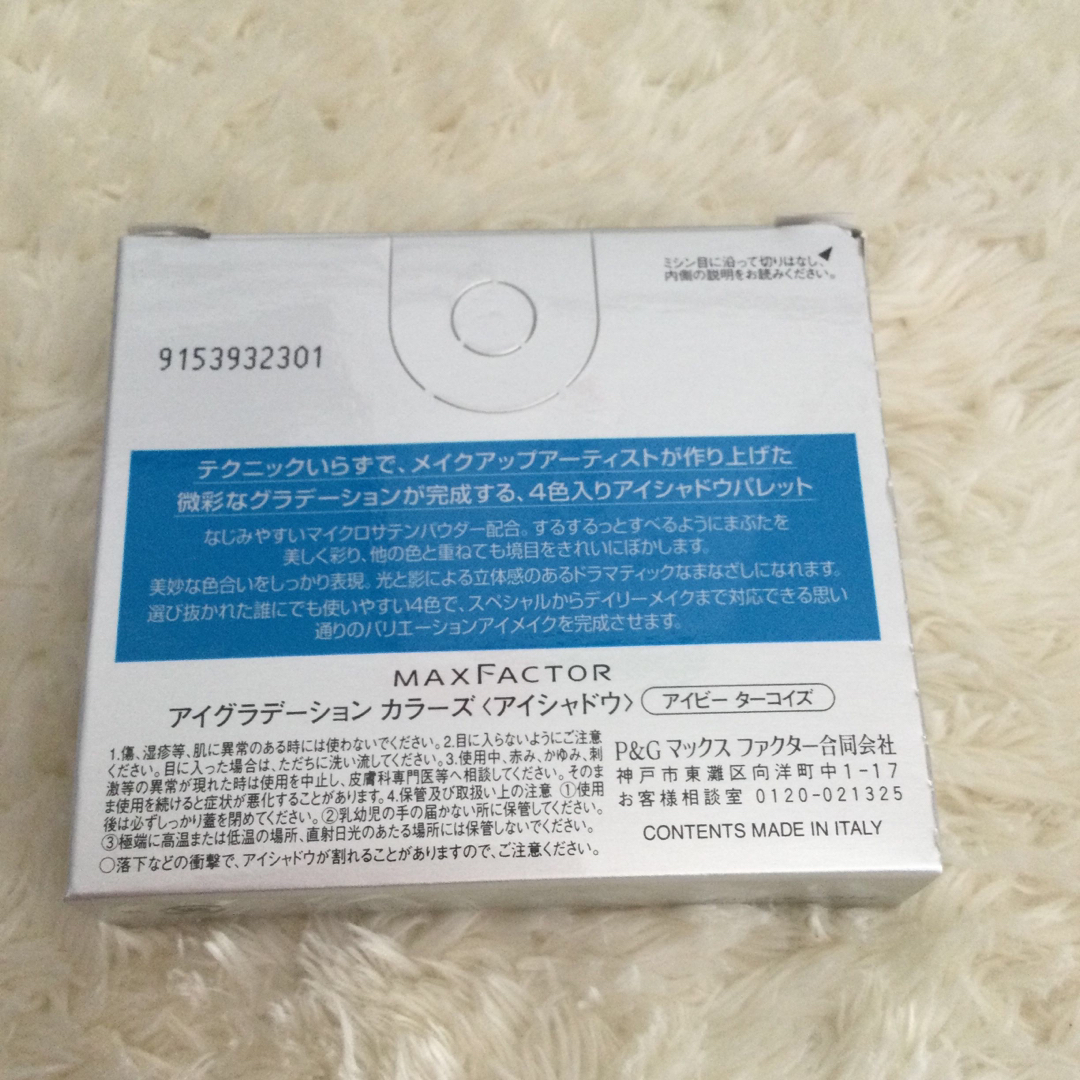 ミシン目に沿って切りはなし、
内側の説明をお読みください。
9153932301
テクニックいらずで、メイクアップアーティストが作り上げた
微彩なグラデーションが完成する、4色入りアイシャドウパレット
なじみやすいマイクロサテンパウダー配合。するするっとすべるようにまぶたを
美しく彩り、他の色と重ねても境目をきれいにぼかします。
美妙な色合いをしっかり表現。光と影による立体感のあるドラマティックなまなざしになれます。
選び抜かれた誰にでも使いやすい4色で、スペシャルからデイリーメイクまで対応できる思い
通りのバリエーションアイメイクを完成させます。
MAXFACTOR
アイグラデーション カラーズ〈アイシャドウ〉 アイビー ターコイズ
1.傷、湿疹等、肌に異常のある時には使わないでください。2.目に入らないようにご注意
ください。目に入った場合は、ただちに洗い流してください。3.使用中、赤み、かゆみ、刺
激等の異常が現れた時は使用を中止し、皮膚科専門医等へ相談してください。そのま
ま使用を続けると症状が悪化することがあります。4.保管及び取扱い上の注意 ①使用
後は必ずしっかり蓋を閉めてください。②乳幼児の手の届かない所に保管してください。
③極端に高温または低温の場所、直射日光のあたる場所には保管しないでください。
○落下などの衝撃で、アイシャドウが割れることがありますので、ご注意ください。
P&G マックス ファクター合同会社
神戸市東灘区向洋町中1-17
お客様相談室 0120-021325
CONTENTS MADE IN ITALY